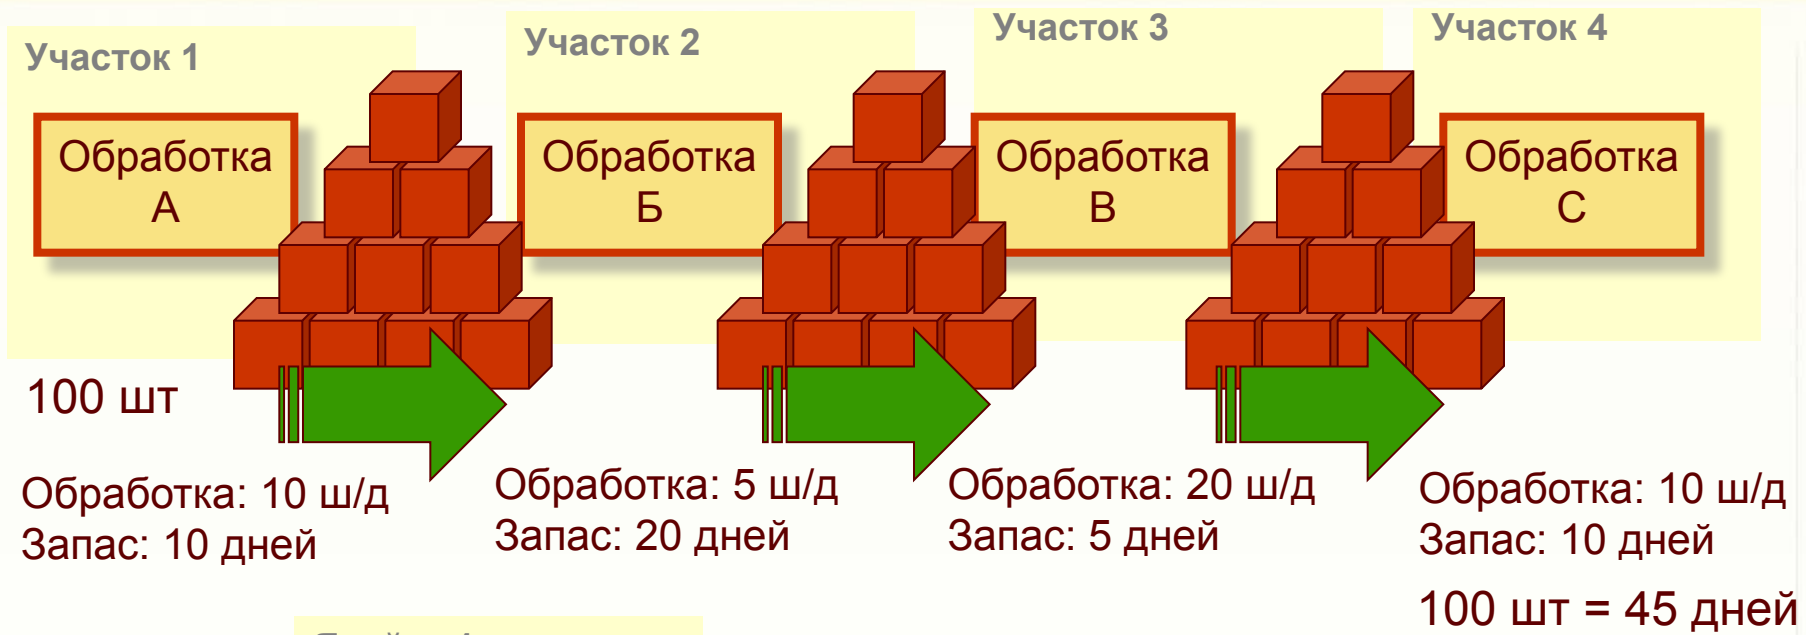 Участок 1
Участок 2
Участок 3
Участок 4
Обработка
А
Обработка
Б
Обработка
В
Обработка
С
100 шт
Обработка: 10 ш/д
Запас: 10 дней
Обработка: 5 ш/д
Запас: 20 дней
Обработка: 20 ш/д
Запас: 5 дней
Обработка: 10 ш/д
Запас: 10 дней
100 шт = 45 дней